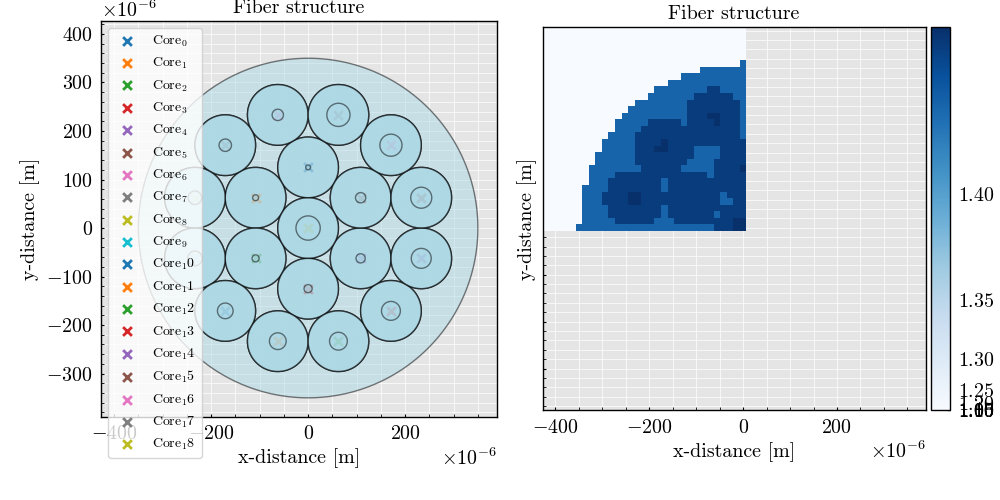 Fiber structure
×10⁻⁶
400
300
200
100
0
−100
−200
−300
y-distance [m]
Core₀
Core₁
Core₂
Core₃
Core₄
Core₅
Core₆
Core₇
Core₈
Core₉
Core₁0
Core₁1
Core₁2
Core₁3
Core₁4
Core₁5
Core₁6
Core₁7
Core₁8
−400
−200
0
200
x-distance [m]
×10⁻⁶
Fiber structure
y-distance [m]
−400
−200
0
200
x-distance [m]
×10⁻⁶
1.40
1.35
1.30
1.25